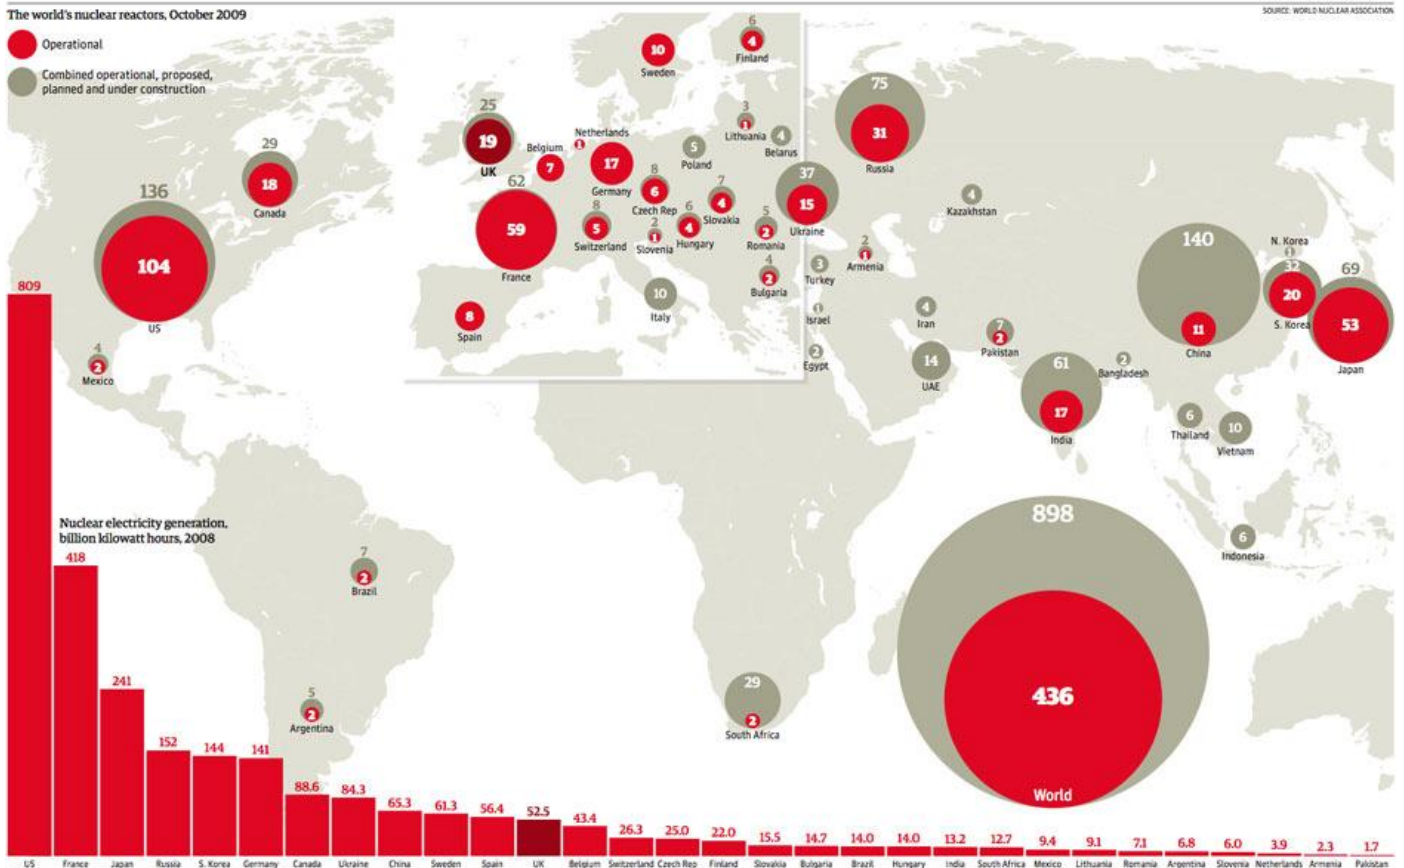 The world's nuclear reactors, October 2009
SOURCE: WORLD NUCLEAR ASSOCIATION
Operational
Combined operational, proposed,
planned and under construction
29
18
Canada
136
104
US
4
2
Mexico
10
Sweden
6
4
Finland
25
19
UK
Netherlands
1
Belgium
7
17
Germany
3
1
Lithuania
4
Belarus
5
Poland
62
59
France
8
5
Switzerland
8
6
Czech Rep
2
1
Slovenia
6
4
Hungary
7
4
Slovakia
5
2
Romania
4
2
Bulgaria
8
Spain
10
Italy
37
15
Ukraine
75
31
Russia
4
Kazakhstan
2
1
Armenia
3
Turkey
1
Israel
2
Egypt
4
Iran
14
UAE
7
2
Pakistan
61
17
India
2
Bangladesh
140
11
China
N. Korea
1
32
20
S. Korea
69
53
Japan
6
Thailand
10
Vietnam
6
Indonesia
7
2
Brazil
5
2
Argentina
29
2
South Africa
898
436
World
Nuclear electricity generation,
billion kilowatt hours, 2008
809
418
241
152
144
141
88.6
84.3
65.3
61.3
56.4
52.5
43.4
26.3
25.0
22.0
15.5
14.7
14.0
14.0
13.2
12.7
9.4
9.1
7.1
6.8
6.0
3.9
2.3
1.7
US France Japan Russia S. Korea Germany Canada Ukraine China Sweden Spain UK Belgium Switzerland Czech Rep Finland Slovakia Bulgaria Brazil Hungary India South Africa Mexico Lithuania Romania Argentina Slovenia Netherlands Armenia Pakistan